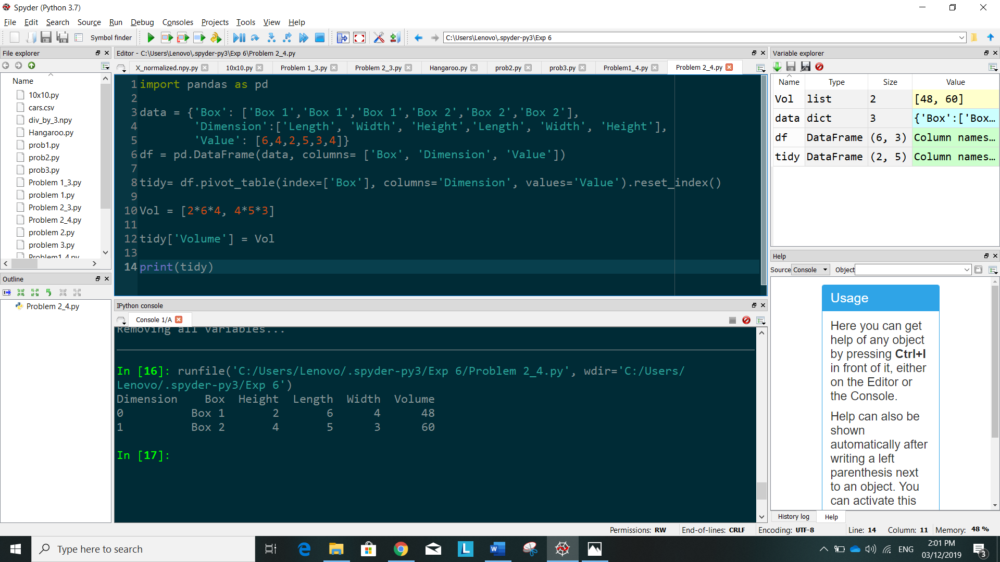 Spyder (Python 3.7)
File Edit Search Source Run Debug Consoles Projects Tools View Help
Symbol finder
C:\Users\Lenovo\.spyder-py3\Exp 6
File explorer
Name
10x10.py
cars.csv
div_by_3.npy
Hangaroo.py
prob1.py
prob2.py
prob3.py
Problem 1_3.py
problem 1.py
Problem 2_3.py
Problem 2_4.py
problem 2.py
problem 3.py
Problem1_4.py
Outline
Problem 2_4.py
Editor - C:\Users\Lenovo\.spyder-py3\Exp 6\Problem 2_4.py
X_normalized.npy.py 10x10.py Problem 1_3.py Problem 2_3.py Hangaroo.py prob2.py prob3.py Problem1_4.py Problem 2_4.py
1 import pandas as pd
2
3 data = {'Box': ['Box 1','Box 1','Box 1','Box 2','Box 2','Box 2'],
4 'Dimension':['Length', 'Width', 'Height','Length', 'Width', 'Height'],
5 'Value': [6,4,2,5,3,4]}
6 df = pd.DataFrame(data, columns= ['Box', 'Dimension', 'Value'])
7
8 tidy= df.pivot_table(index=['Box'], columns='Dimension', values='Value').reset_index()
9
10 Vol = [2*6*4, 4*5*3]
11
12 tidy['Volume'] = Vol
13
14 print(tidy)
IPython console
Console 1/A
Removing all variables...
In [16]: runfile('C:/Users/Lenovo/.spyder-py3/Exp 6/Problem 2_4.py', wdir='C:/Users/
Lenovo/.spyder-py3/Exp 6')
Dimension Box Height Length Width Volume
0 Box 1 2 6 4 48
1 Box 2 4 5 3 60
In [17]:
Variable explorer
Name Type Size Value
Vol list 2 [48, 60]
data dict 3 {'Box':['Box…
df DataFrame (6, 3) Column names…
tidy DataFrame (2, 5) Column names…
Help
Source Console Object
Usage
Here you can get
help of any object
by pressing Ctrl+I
in front of it, either
on the Editor or
the Console.
Help can also be
shown
automatically after
writing a left
parenthesis next
to an object. You
can activate this
History log Help
Permissions: RW End-of-lines: CRLF Encoding: UTF-8 Line: 14 Column: 11 Memory: 48 %
Type here to search
ENG
2:01 PM
03/12/2019
3